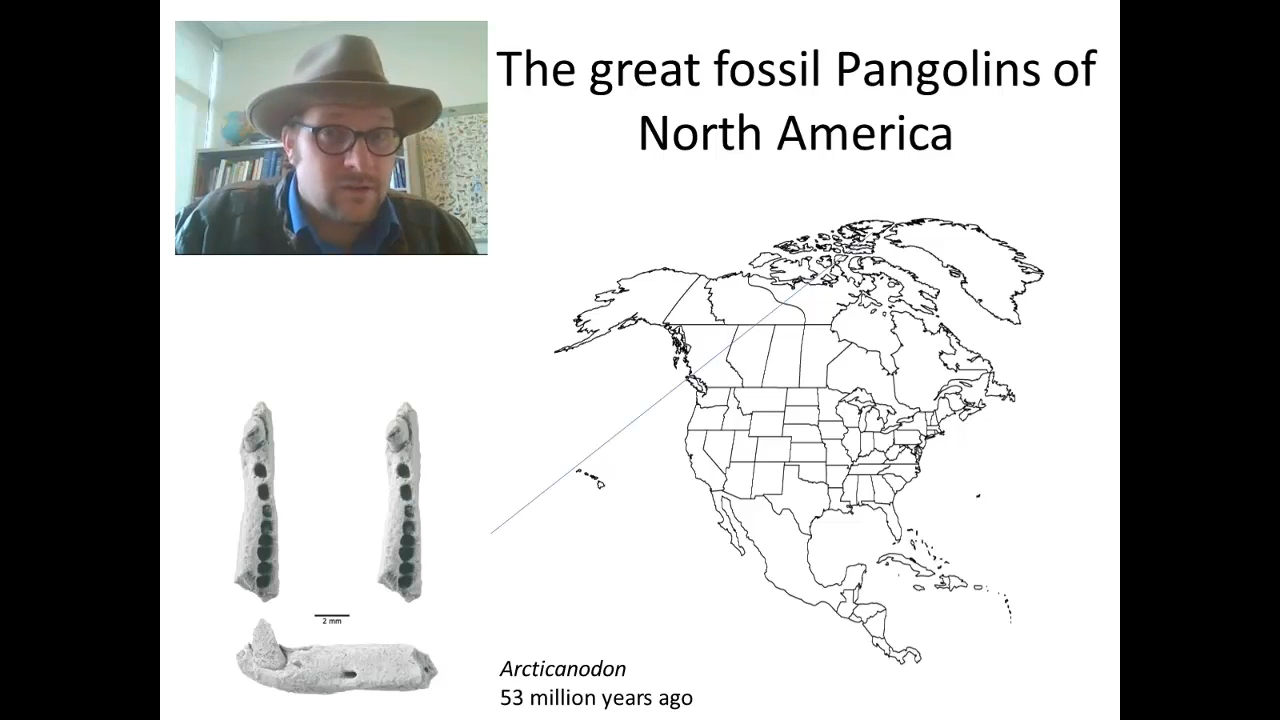 The great fossil Pangolins of
North America
2 mm
Arcticanodon
53 million years ago